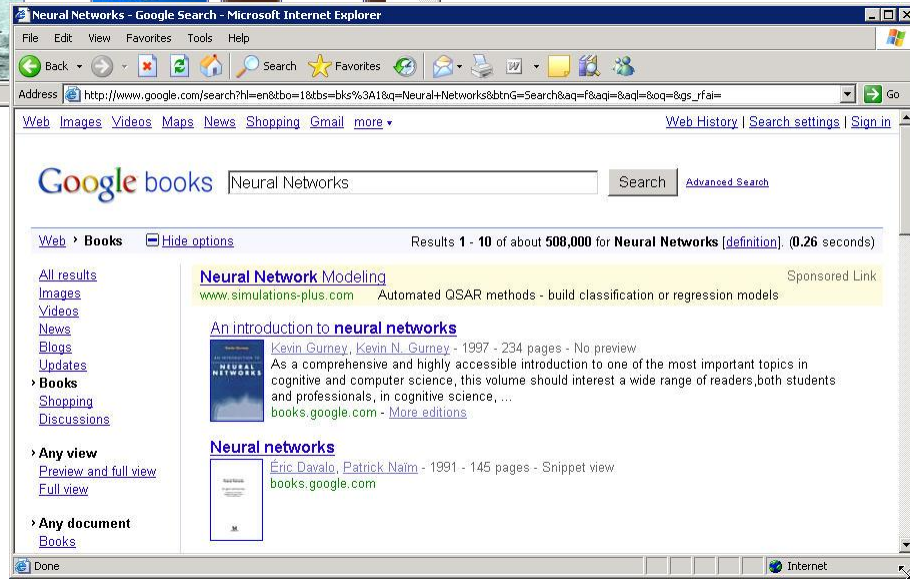 Neural Networks - Google Search - Microsoft Internet Explorer
File Edit View Favorites Tools Help
Back Search Favorites
Address http://www.google.com/search?hl=en&tbo=1&tbs=bks%3A1&q=Neural+Networks&btnG=Search&aq=f&aqi=&aql=&oq=&gs_rfai= Go
Web Images Videos Maps News Shopping Gmail more Web History | Search settings | Sign in
Google books Neural Networks Search Advanced Search
Web › Books Hide options Results 1 - 10 of about 508,000 for Neural Networks [definition]. (0.26 seconds)
All results
Images
Videos
News
Blogs
Updates
› Books
Shopping
Discussions
› Any view
Preview and full view
Full view
› Any document
Books
Neural Network Modeling Sponsored Link
www.simulations-plus.com Automated QSAR methods - build classification or regression models
An introduction to neural networks
Kevin Gurney, Kevin N. Gurney - 1997 - 234 pages - No preview
As a comprehensive and highly accessible introduction to one of the most important topics in
cognitive and computer science, this volume should interest a wide range of readers,both students
and professionals, in cognitive science, ...
books.google.com - More editions
NEURAL
NETWORKS
Neural networks
Éric Davalo, Patrick Naïm - 1991 - 145 pages - Snippet view
books.google.com
Done Internet